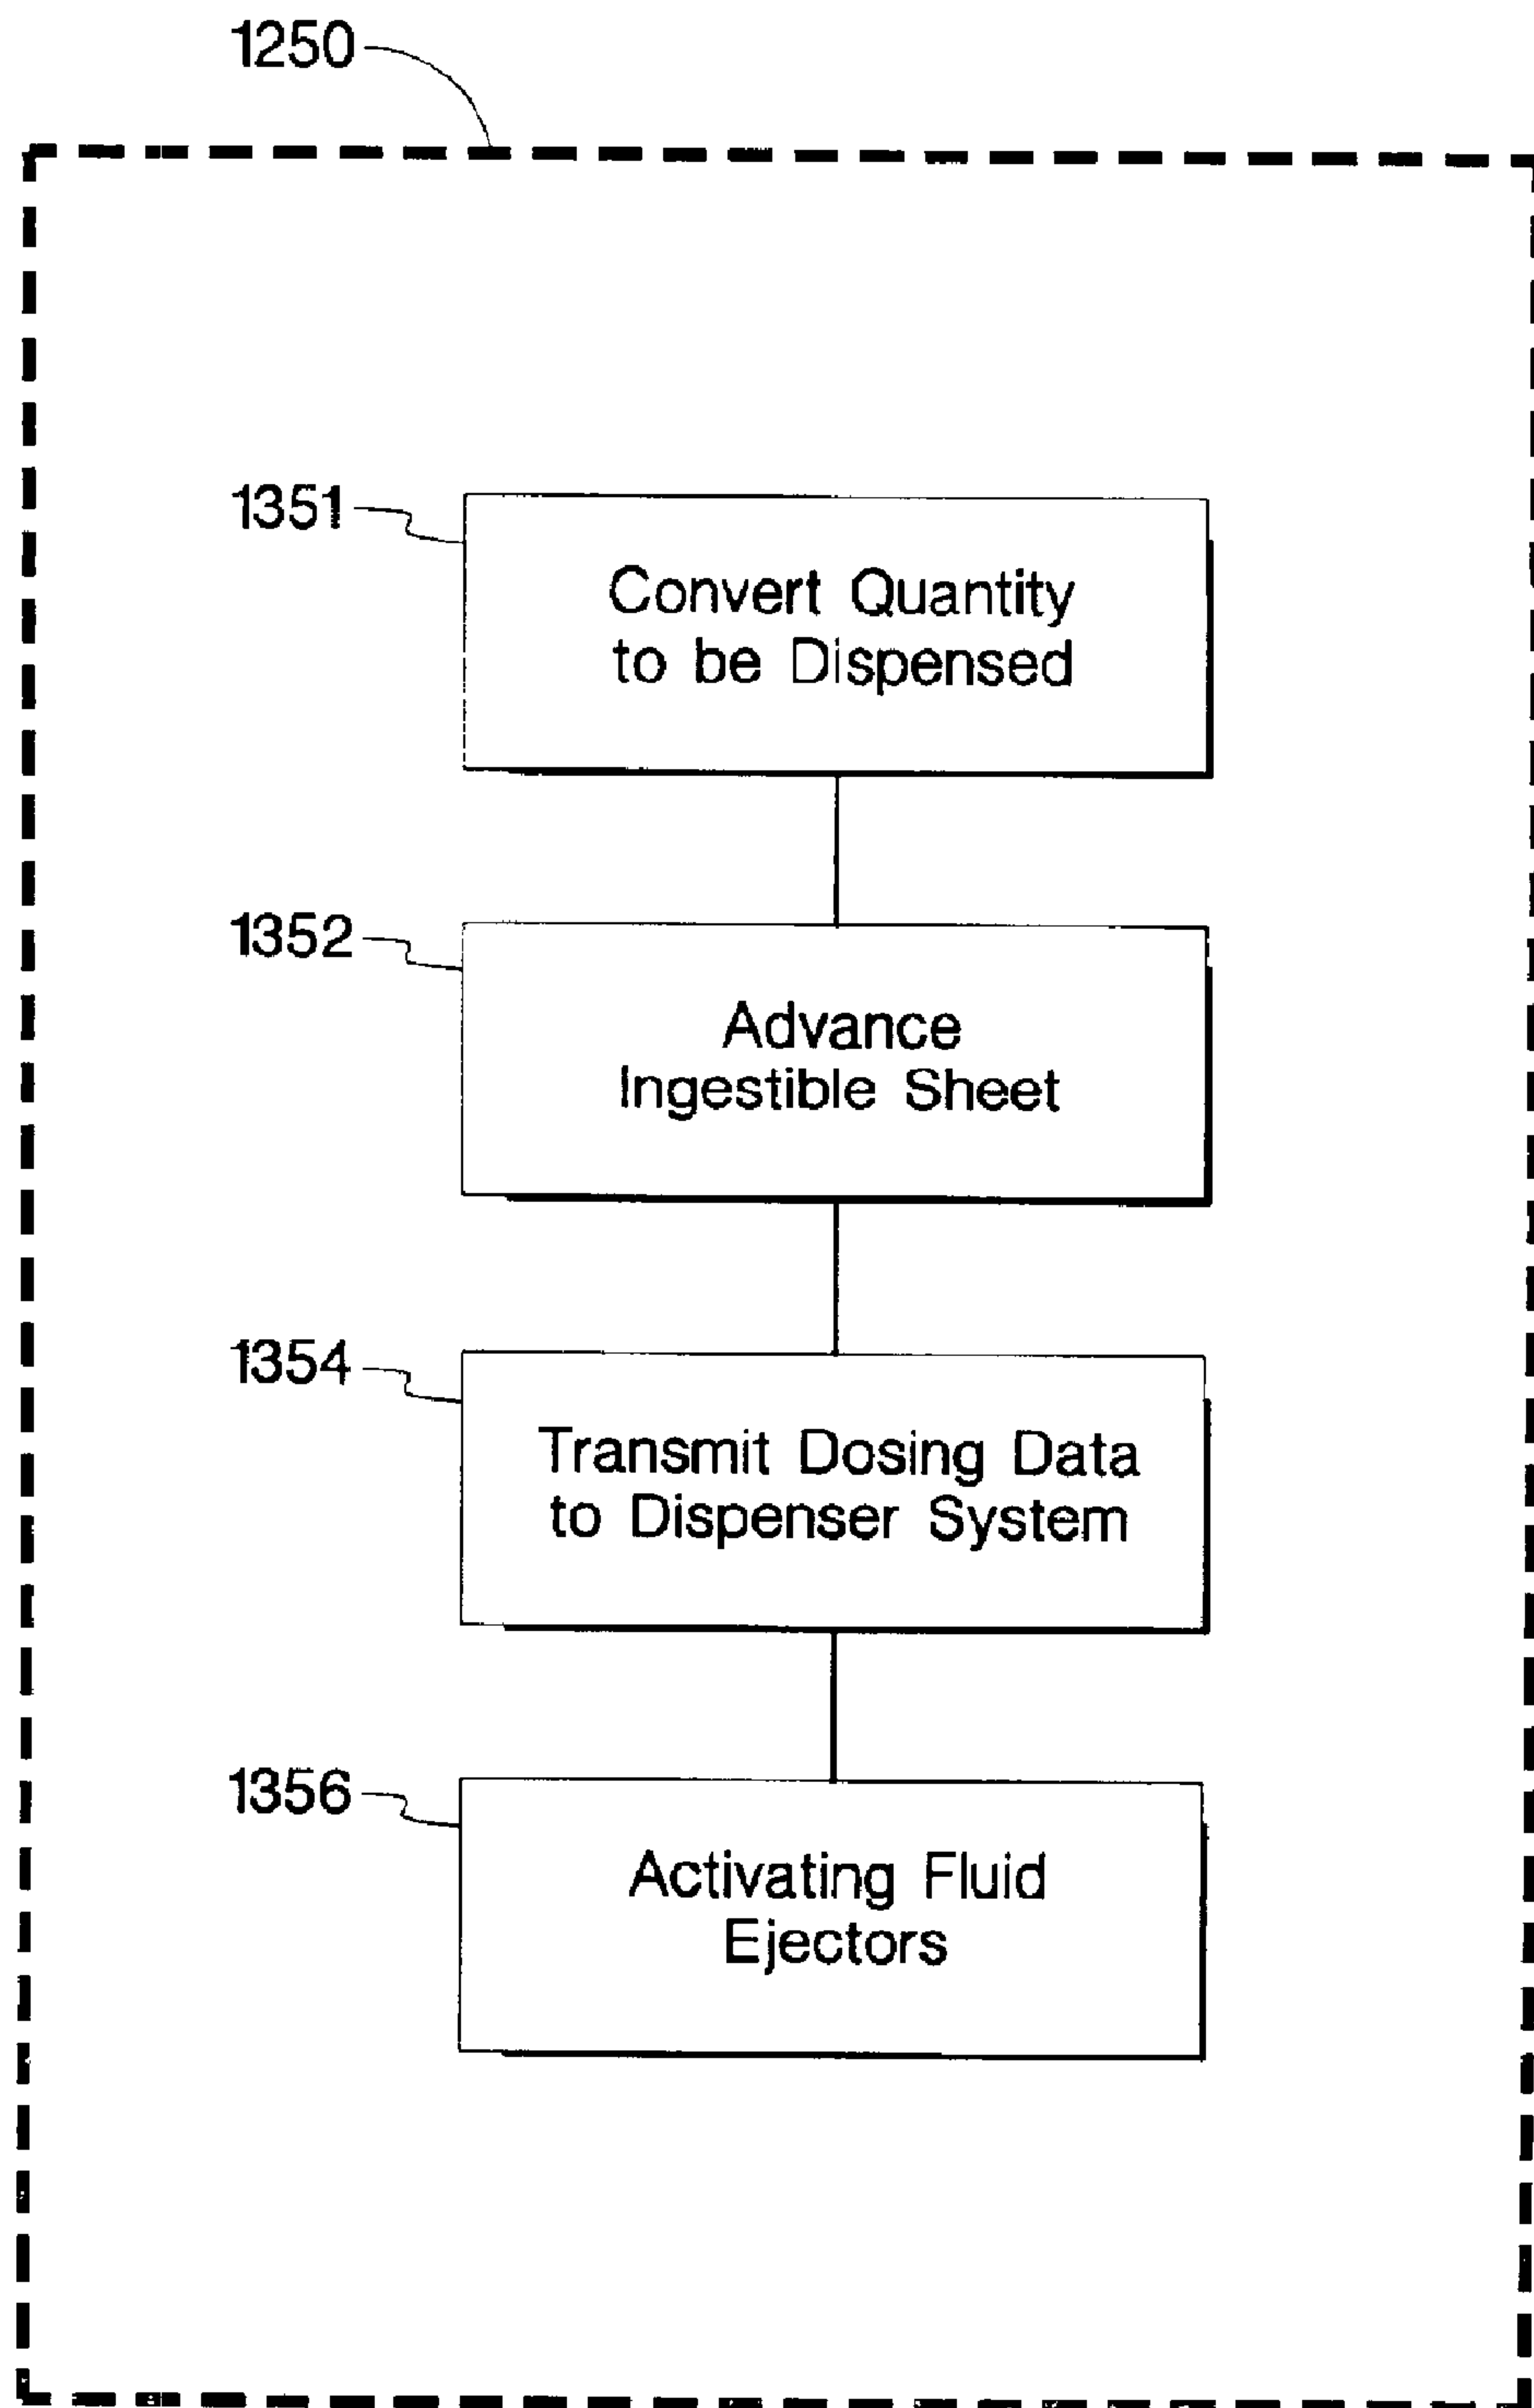 1250
1351
Convert Quantity
to be Dispensed
1352
Advance
Ingestible Sheet
1354
Transmit Dosing Data
to Dispenser System
1356
Activating Fluid
Ejectors